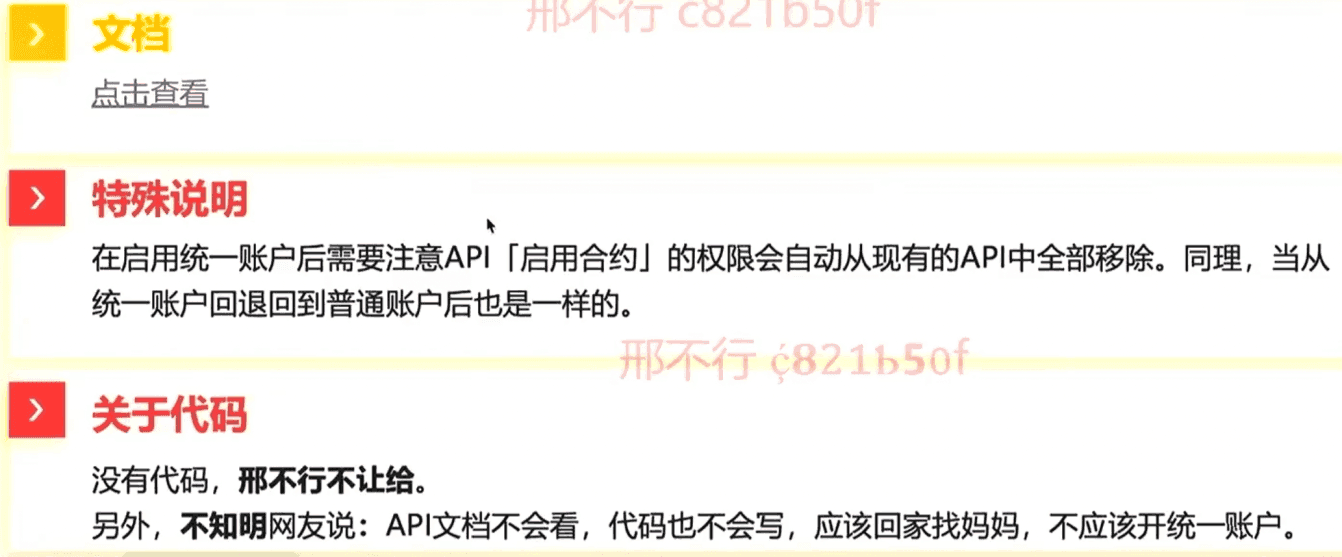 邢不行 c821b50f
文档
点击查看
特殊说明
在启用统一账户后需要注意API「启用合约」的权限会自动从现有的API中全部移除。同理，当从
统一账户回退回到普通账户后也是一样的。
邢不行 c821b50f
关于代码
没有代码，邢不行不让给。
另外，不知明网友说：API文档不会看，代码也不会写，应该回家找妈妈，不应该开统一账户。